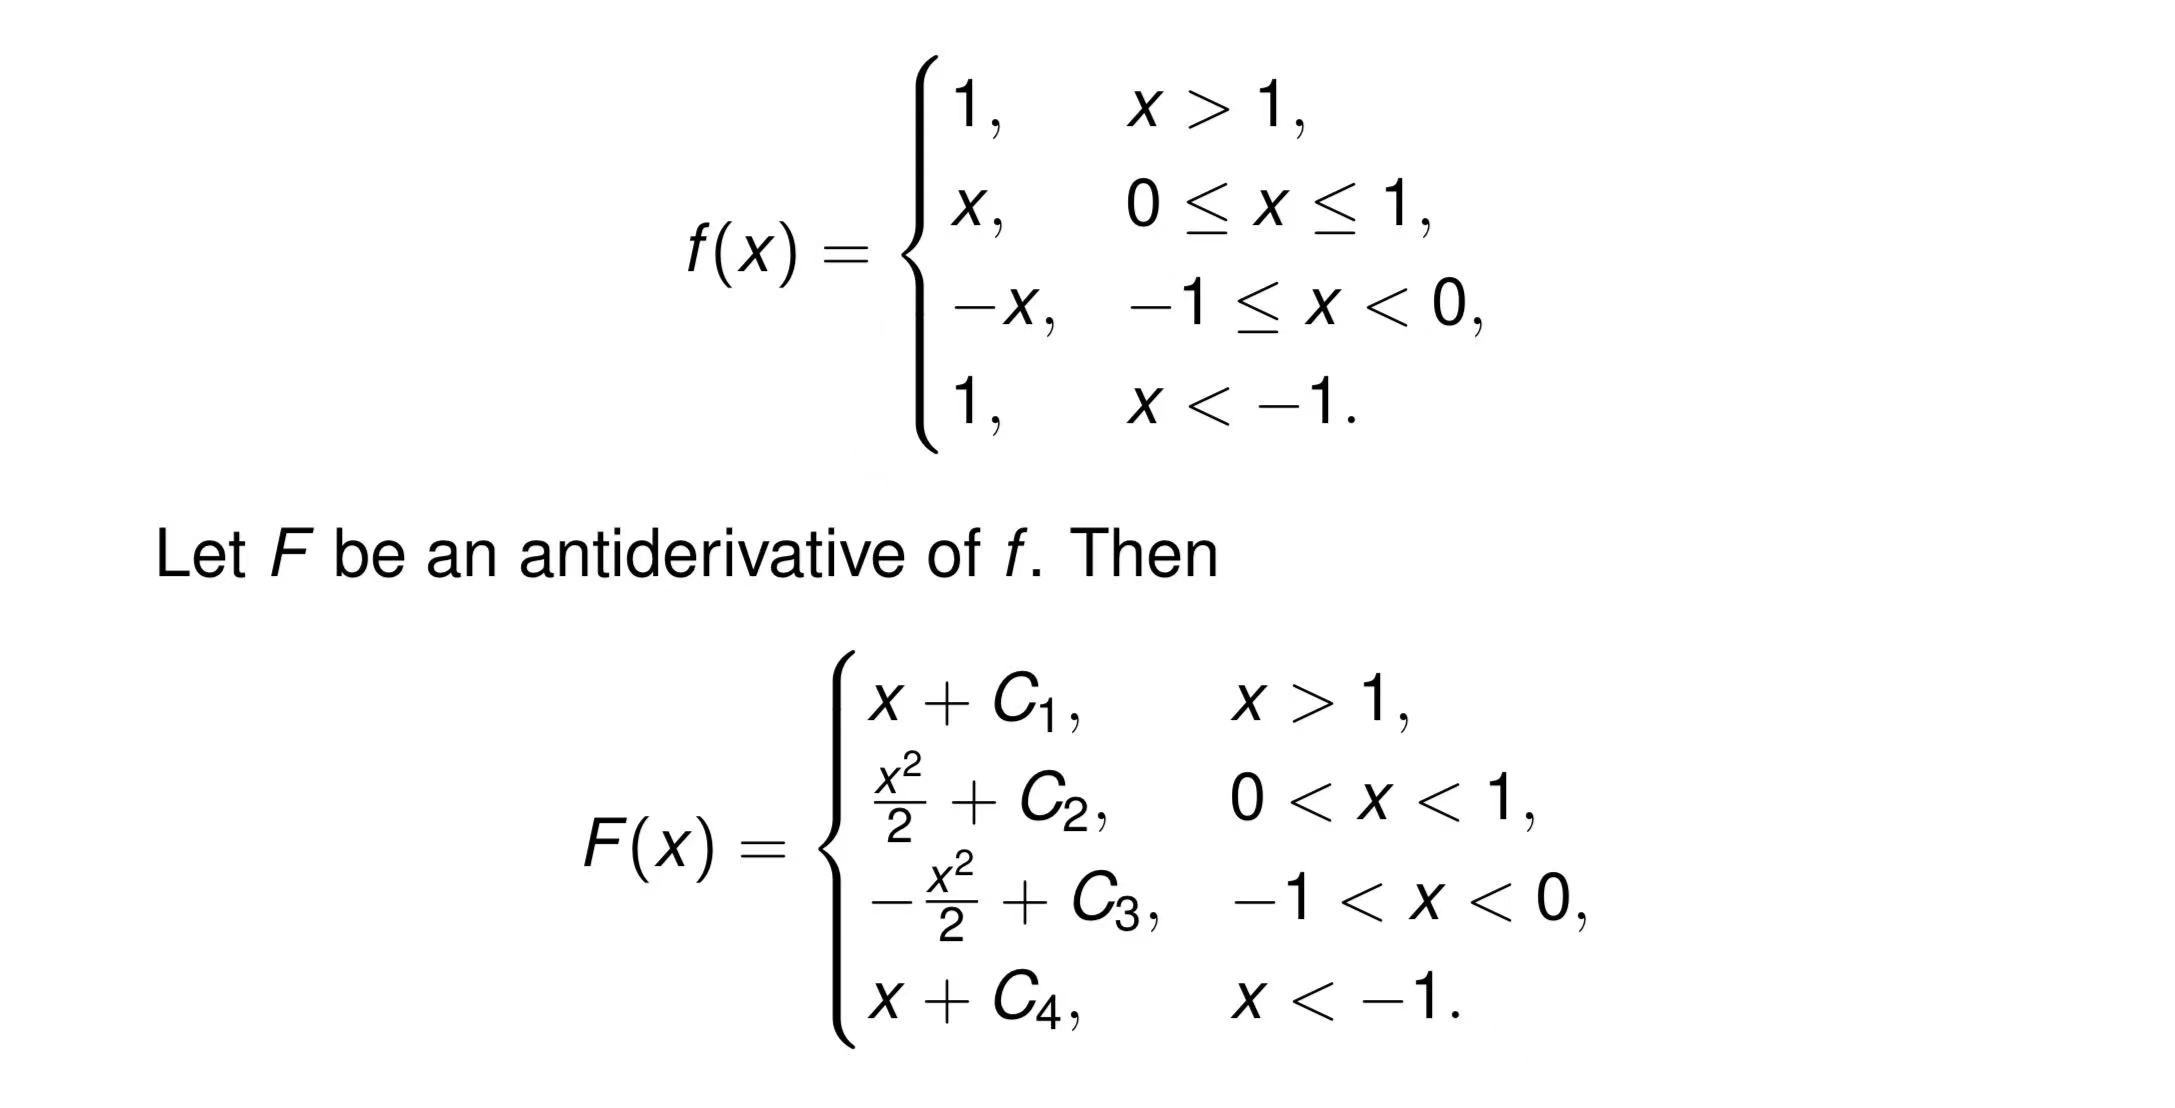 f(x) = { 1, x > 1,
x, 0 ≤ x ≤ 1,
−x, −1 ≤ x < 0,
1, x < −1.
Let F be an antiderivative of f. Then
F(x) = { x + C₁, x > 1,
x²/2 + C₂, 0 < x < 1,
−x²/2 + C₃, −1 < x < 0,
x + C₄, x < −1.